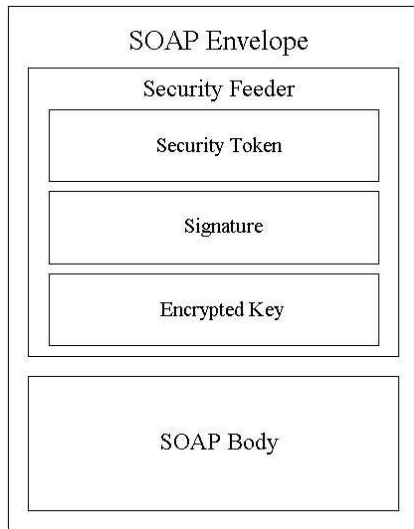 SOAP Envelope
Security Feeder
Security Token
Signature
Encrypted Key
SOAP Body